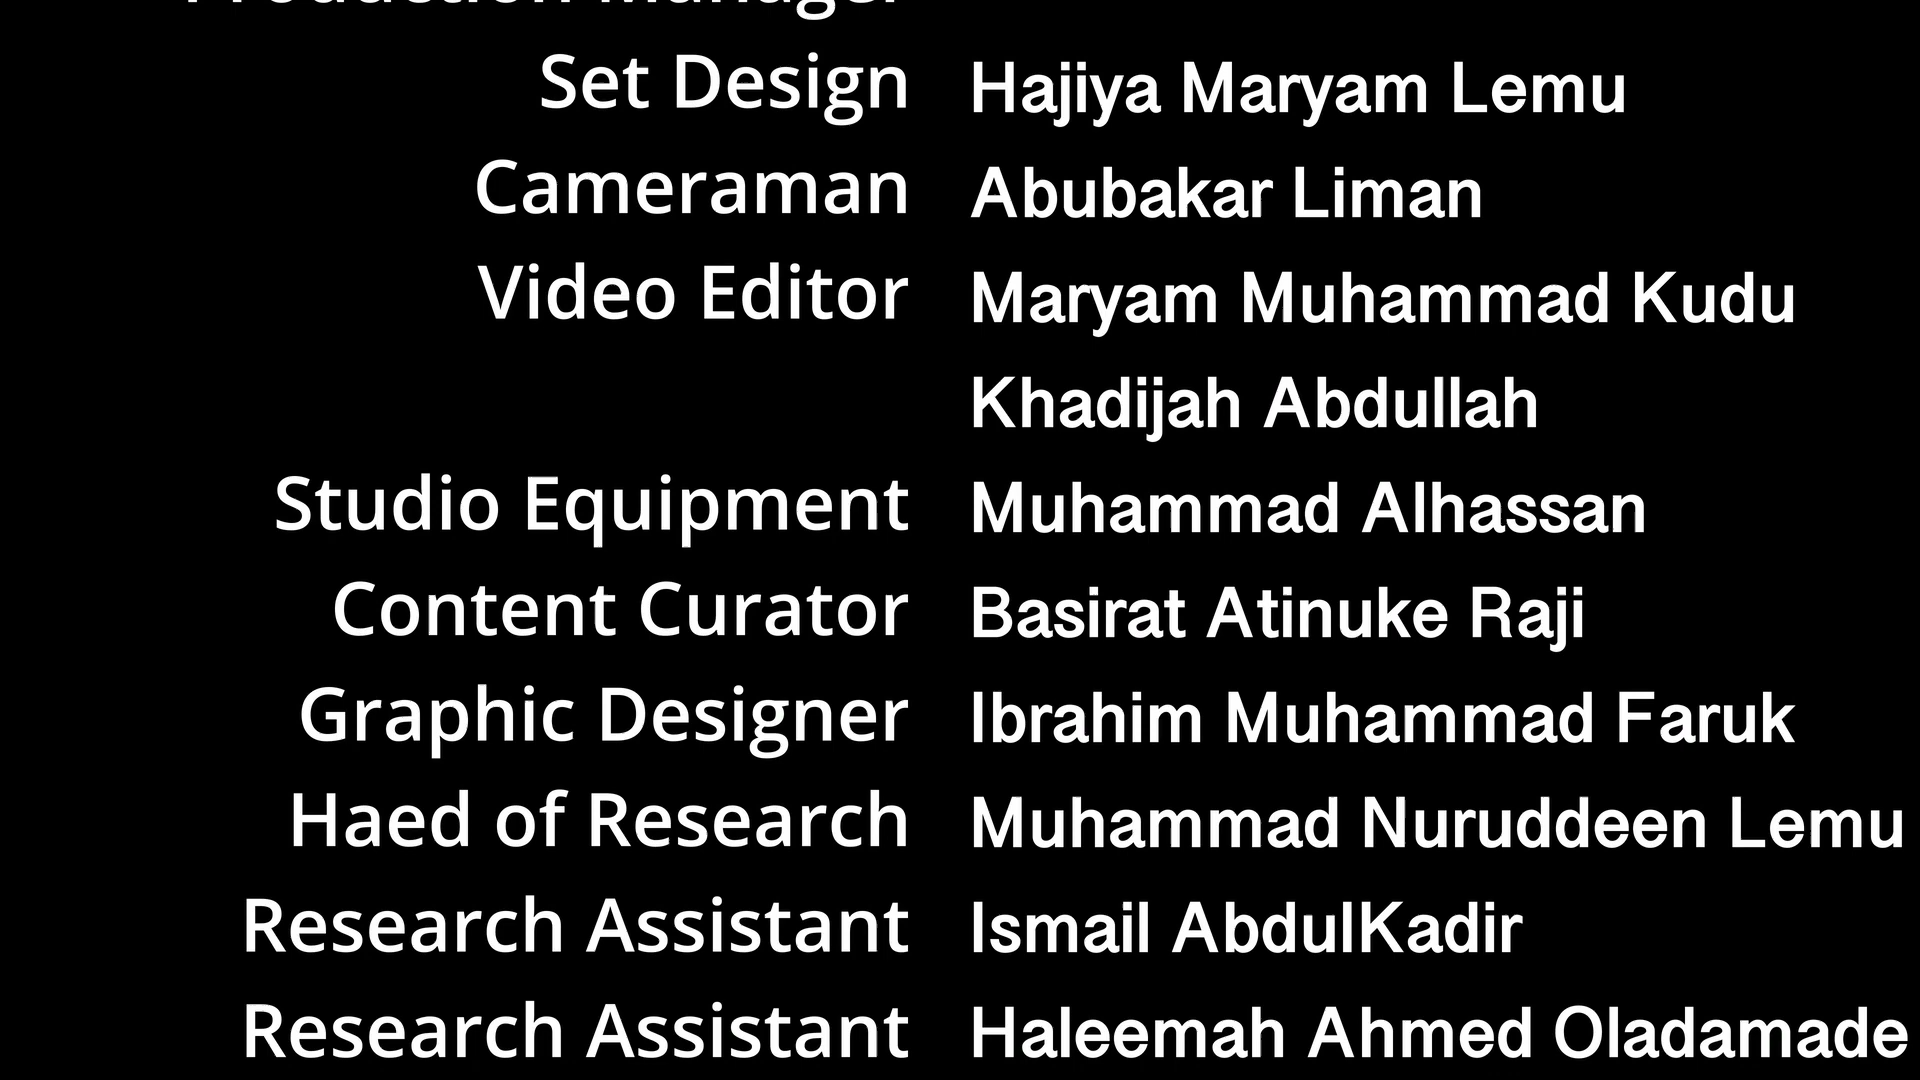 Production Manager
Set Design Hajiya Maryam Lemu
Cameraman Abubakar Liman
Video Editor Maryam Muhammad Kudu
Khadijah Abdullah
Studio Equipment Muhammad Alhassan
Content Curator Basirat Atinuke Raji
Graphic Designer Ibrahim Muhammad Faruk
Haed of Research Muhammad Nuruddeen Lemu
Research Assistant Ismail AbdulKadir
Research Assistant Haleemah Ahmed Oladamade